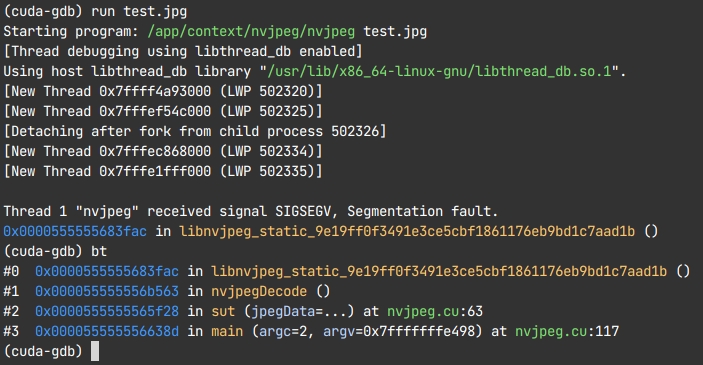 (cuda-gdb) run test.jpg
Starting program: /app/context/nvjpeg/nvjpeg test.jpg
[Thread debugging using libthread_db enabled]
Using host libthread_db library "/usr/lib/x86_64-linux-gnu/libthread_db.so.1".
[New Thread 0x7ffff4a93000 (LWP 502320)]
[New Thread 0x7fffef54c000 (LWP 502325)]
[Detaching after fork from child process 502326]
[New Thread 0x7fffec868000 (LWP 502334)]
[New Thread 0x7fffe1fff000 (LWP 502335)]
Thread 1 "nvjpeg" received signal SIGSEGV, Segmentation fault.
0x0000555555683fac in libnvjpeg_static_9e19ff0f3491e3ce5cbf1861176eb9bd1c7aad1b ()
(cuda-gdb) bt
#0  0x0000555555683fac in libnvjpeg_static_9e19ff0f3491e3ce5cbf1861176eb9bd1c7aad1b ()
#1  0x000055555556b563 in nvjpegDecode ()
#2  0x0000555555565f28 in sut (jpegData=...) at nvjpeg.cu:63
#3  0x000055555556638d in main (argc=2, argv=0x7fffffffe498) at nvjpeg.cu:117
(cuda-gdb)